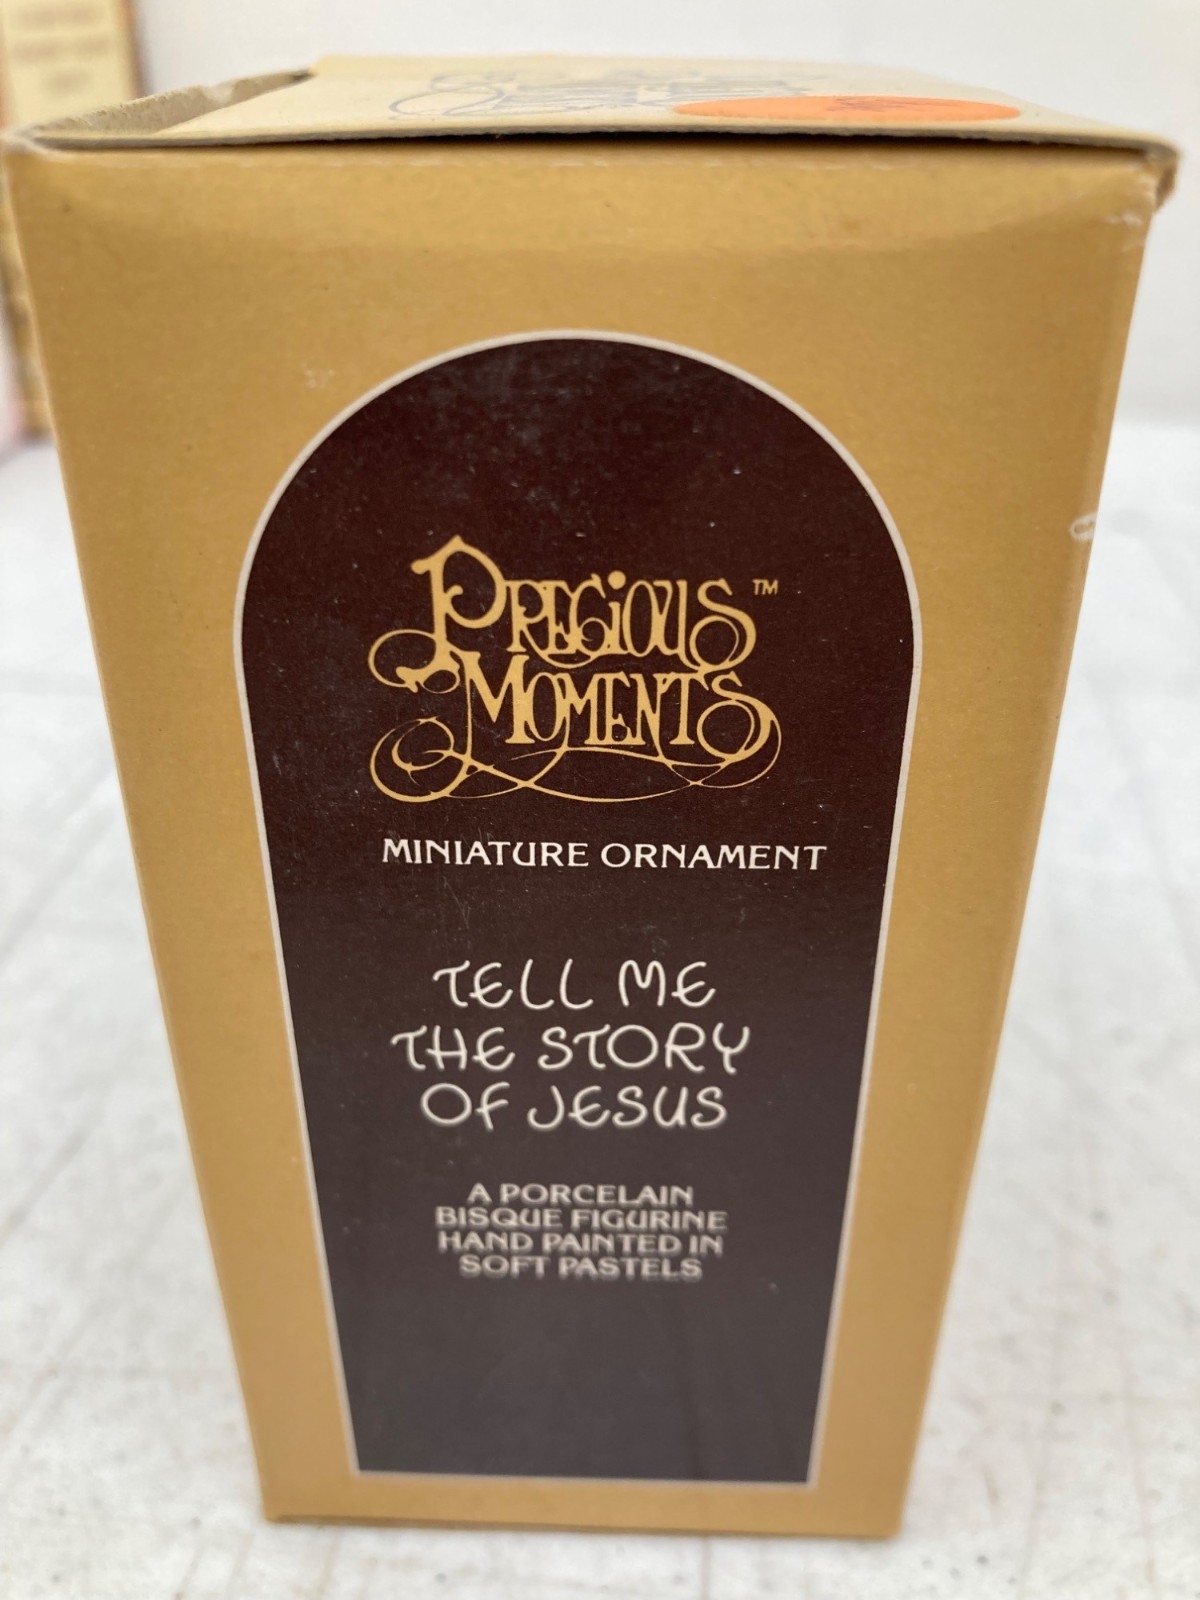 PRECIOUS™
MOMENTS
MINIATURE ORNAMENT
TELL ME
THE STORY
OF JESUS
A PORCELAIN
BISQUE FIGURINE
HAND PAINTED IN
SOFT PASTELS